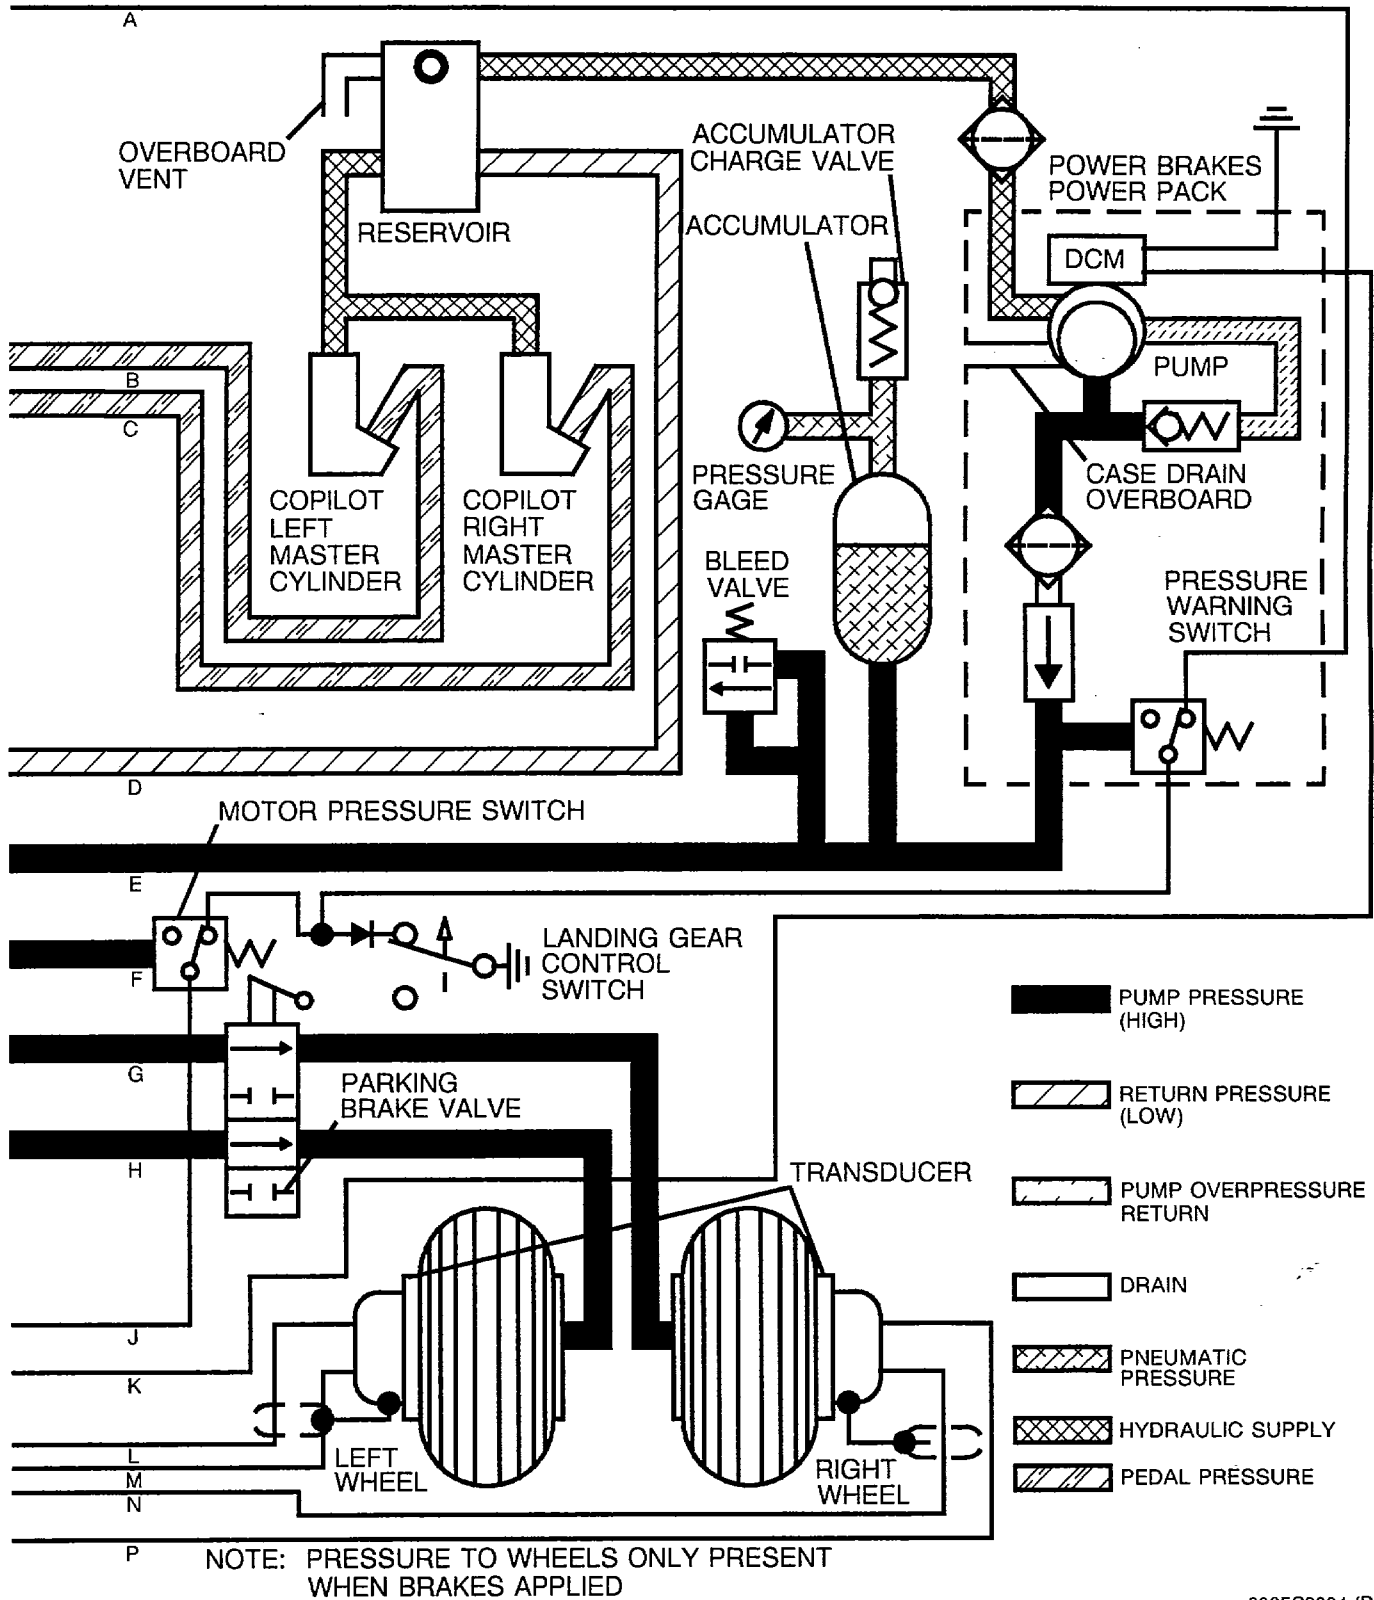 A
OVERBOARD
VENT
RESERVOIR
ACCUMULATOR
CHARGE VALVE
ACCUMULATOR
POWER BRAKES
POWER PACK
DCM
PUMP
B
C
PRESSURE
GAGE
CASE DRAIN
OVERBOARD
COPILOT
LEFT
MASTER
CYLINDER
COPILOT
RIGHT
MASTER
CYLINDER
BLEED
VALVE
PRESSURE
WARNING
SWITCH
D
MOTOR PRESSURE SWITCH
E
F
LANDING GEAR
CONTROL
SWITCH
G
PARKING
BRAKE VALVE
H
TRANSDUCER
PUMP PRESSURE
(HIGH)
RETURN PRESSURE
(LOW)
PUMP OVERPRESSURE
RETURN
DRAIN
PNEUMATIC
PRESSURE
HYDRAULIC SUPPLY
PEDAL PRESSURE
J
K
L
M
N
P
LEFT
WHEEL
RIGHT
WHEEL
NOTE: PRESSURE TO WHEELS ONLY PRESENT
WHEN BRAKES APPLIED